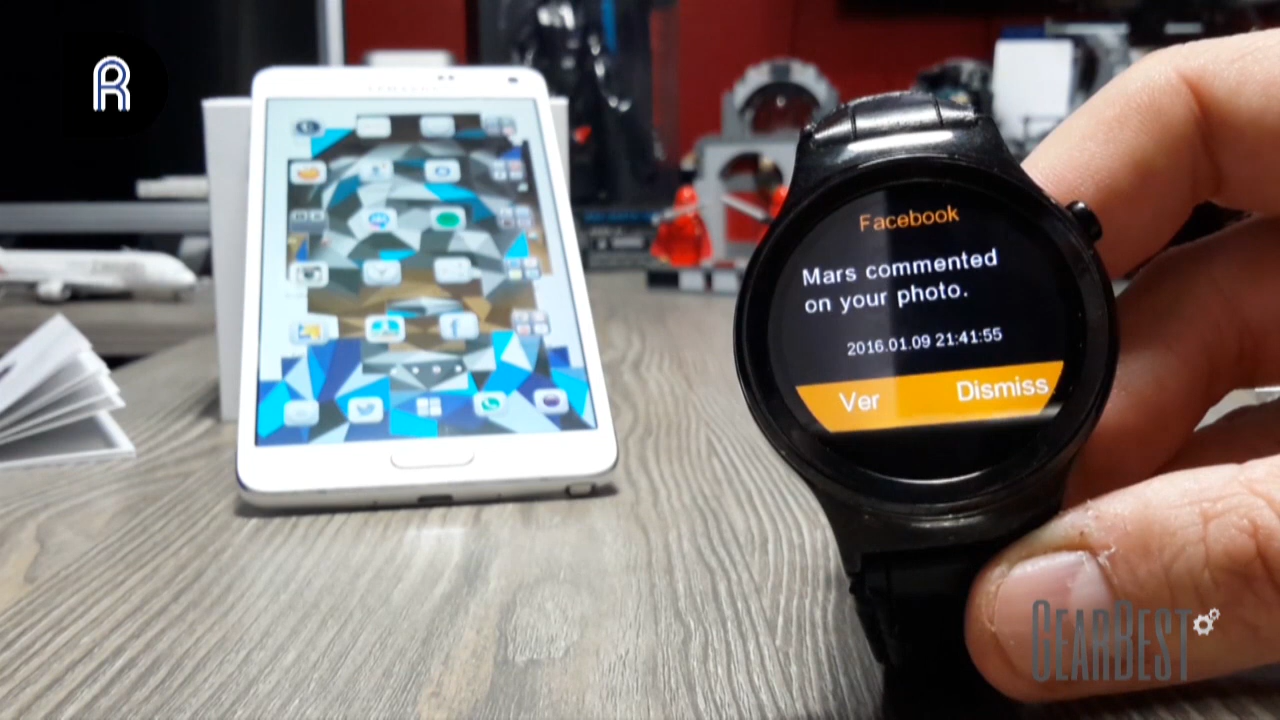 R
Facebook
Mars commented
on your photo.
2016.01.09 21:41:55
Ver Dismiss
GEARBEST